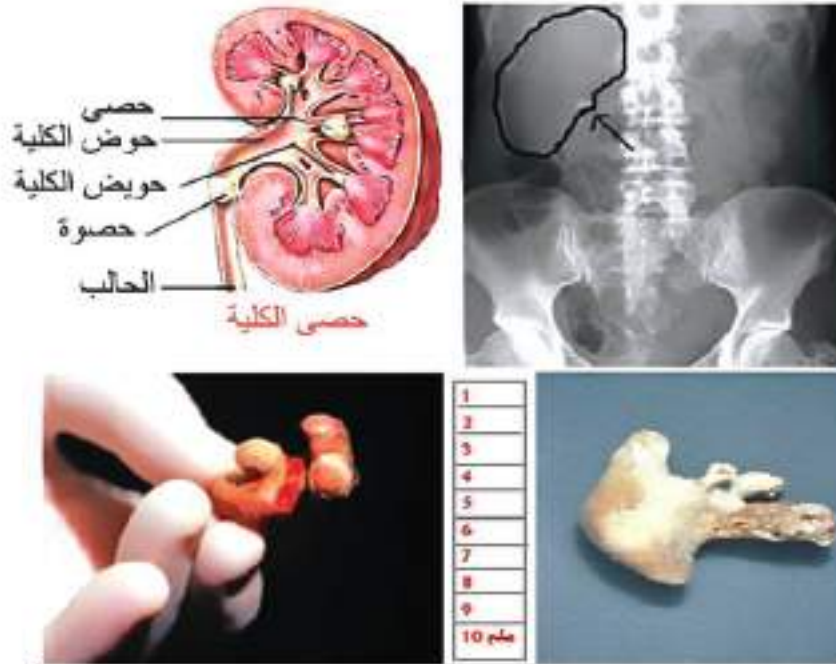 حصى
حوض الكلية
حويض الكلية
حصوة
الحالب
حصى الكلية
1
2
3
4
5
6
7
8
9
10 ملم